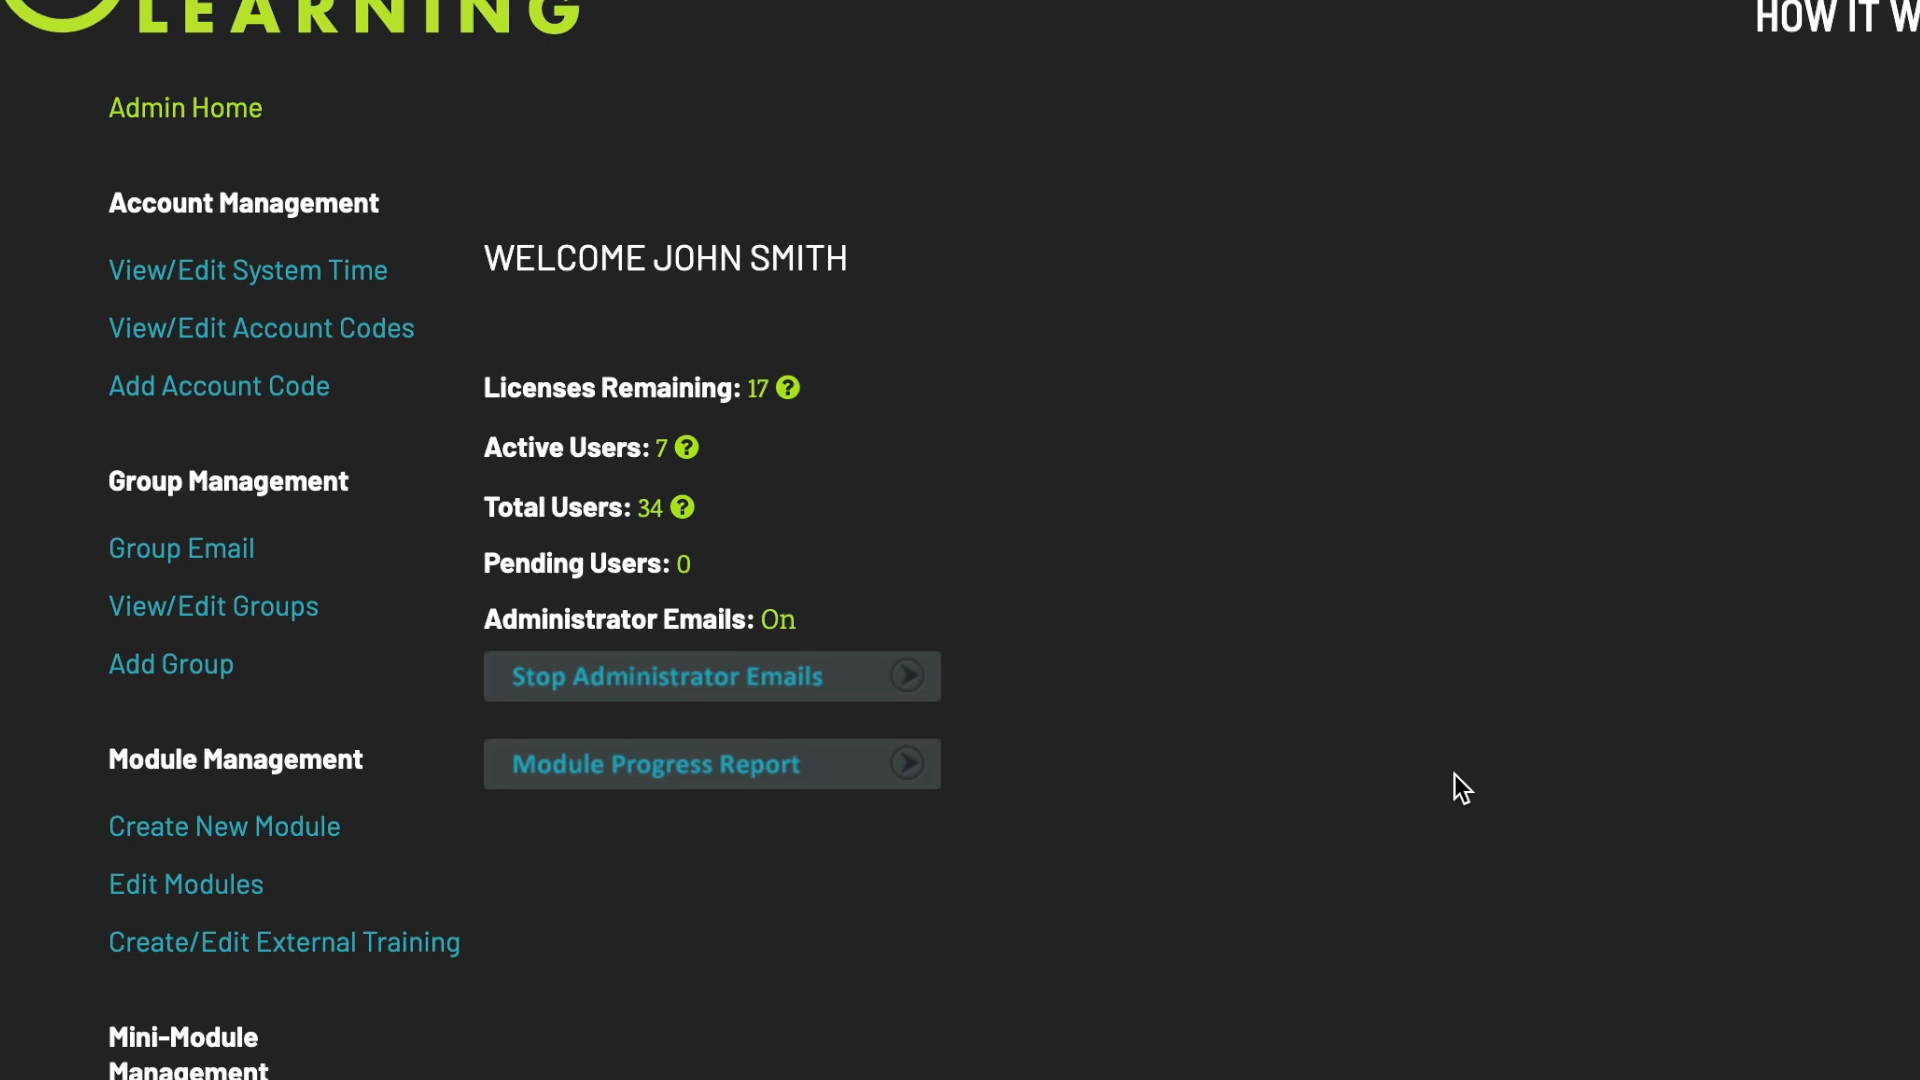 LEARNING
HOW IT W
Admin Home
Account Management
View/Edit System Time
View/Edit Account Codes
Add Account Code
Group Management
Group Email
View/Edit Groups
Add Group
Module Management
Create New Module
Edit Modules
Create/Edit External Training
Mini-Module
Management
WELCOME JOHN SMITH
Licenses Remaining: 17 ?
Active Users: 7 ?
Total Users: 34 ?
Pending Users: 0
Administrator Emails: On
Stop Administrator Emails
Module Progress Report